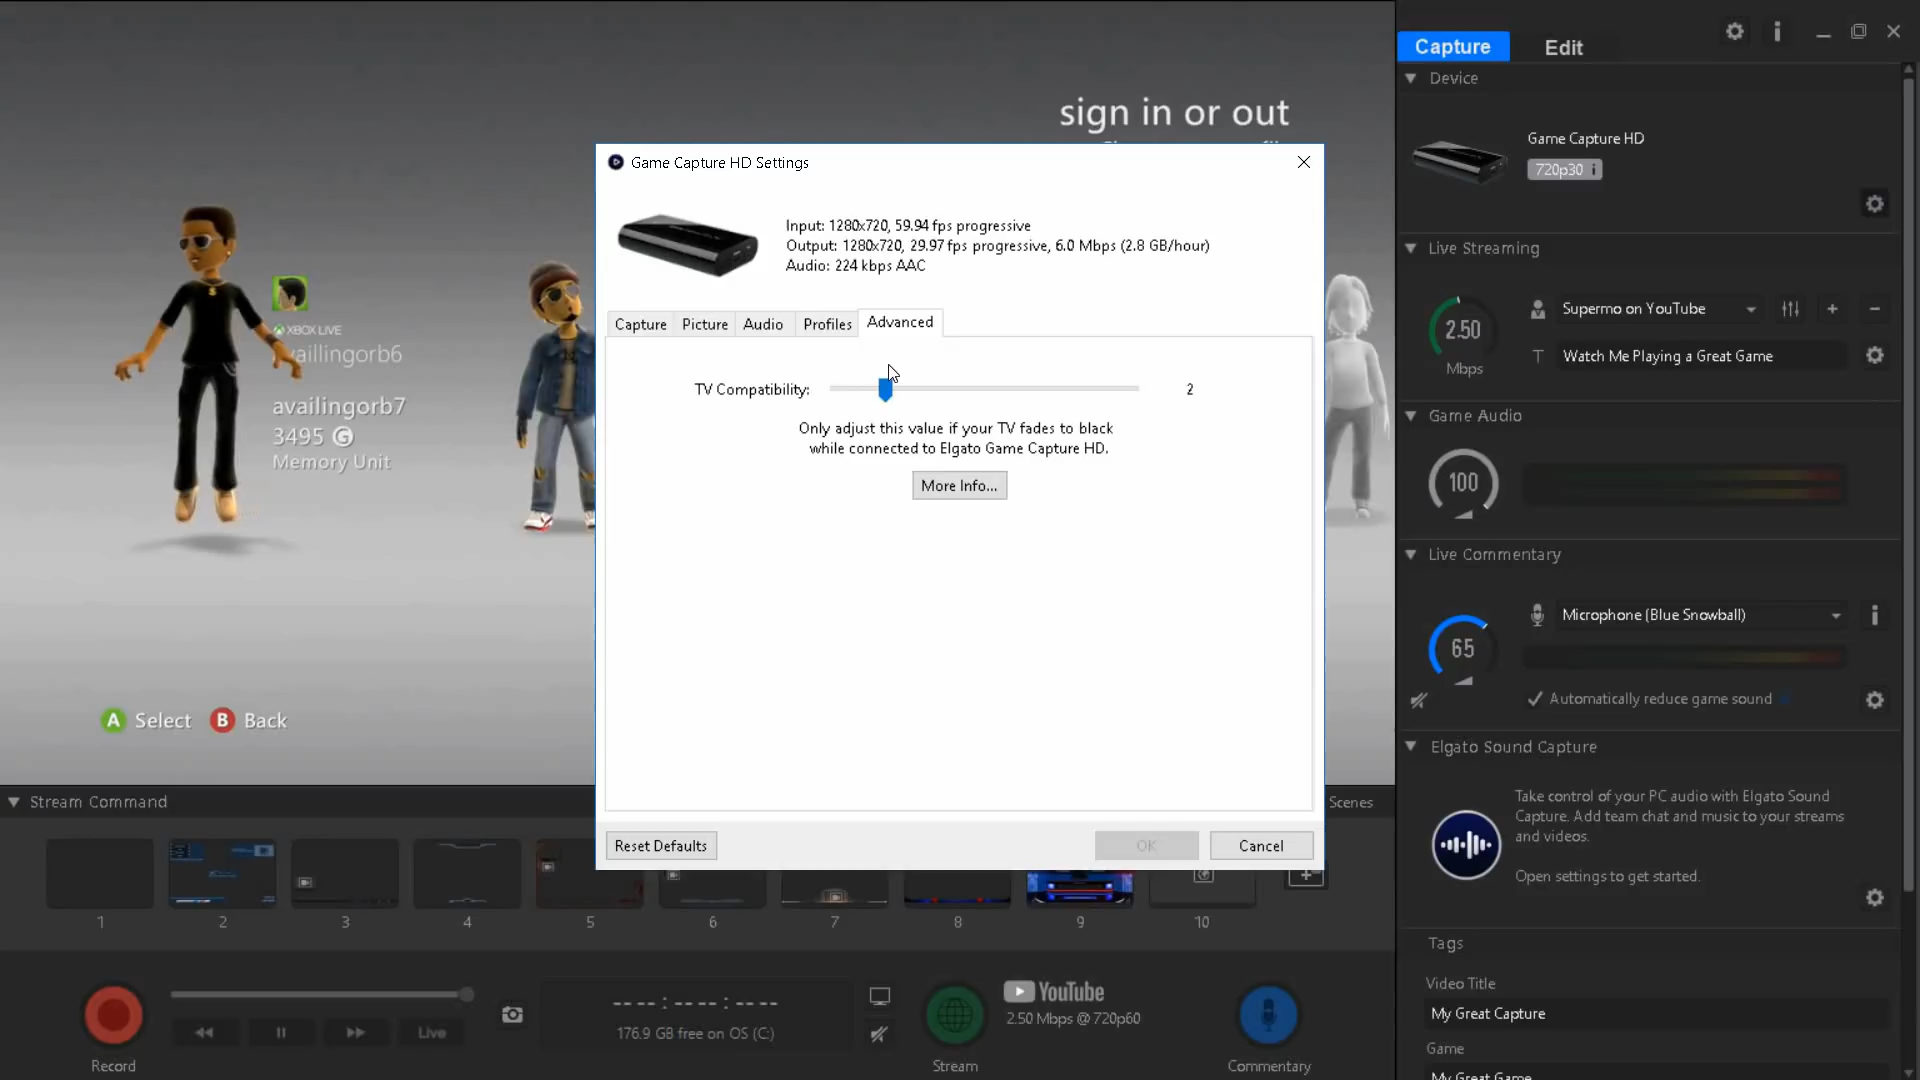 Capture
Edit
Device
sign in or out
Game Capture HD
720p30 i
Game Capture HD Settings
Input: 1280x720, 59.94 fps progressive
Output: 1280x720, 29.97 fps progressive, 6.0 Mbps (2.8 GB/hour)
Audio: 224 kbps AAC
Capture Picture Audio Profiles Advanced
TV Compatibility: 2
Only adjust this value if your TV fades to black
while connected to Elgato Game Capture HD.
More Info...
Reset Defaults
OK
Cancel
XBOX LIVE
availlingorb6
availingorb7
3495 G
Memory Unit
A Select B Back
Live Streaming
2.50
Mbps
Supermo on YouTube
T Watch Me Playing a Great Game
Game Audio
100
Live Commentary
65
Microphone (Blue Snowball)
Automatically reduce game sound
Elgato Sound Capture
Take control of your PC audio with Elgato Sound
Capture. Add team chat and music to your streams
and videos.
Open settings to get started.
Tags
Video Title
My Great Capture
Game
My Great Game
Stream Command
Scenes
1 2 3 4 5 6 7 8 9 10
Record
Live
-- -- : -- -- : -- --
176.9 GB free on OS (C:)
Stream
YouTube
2.50 Mbps @ 720p60
Commentary